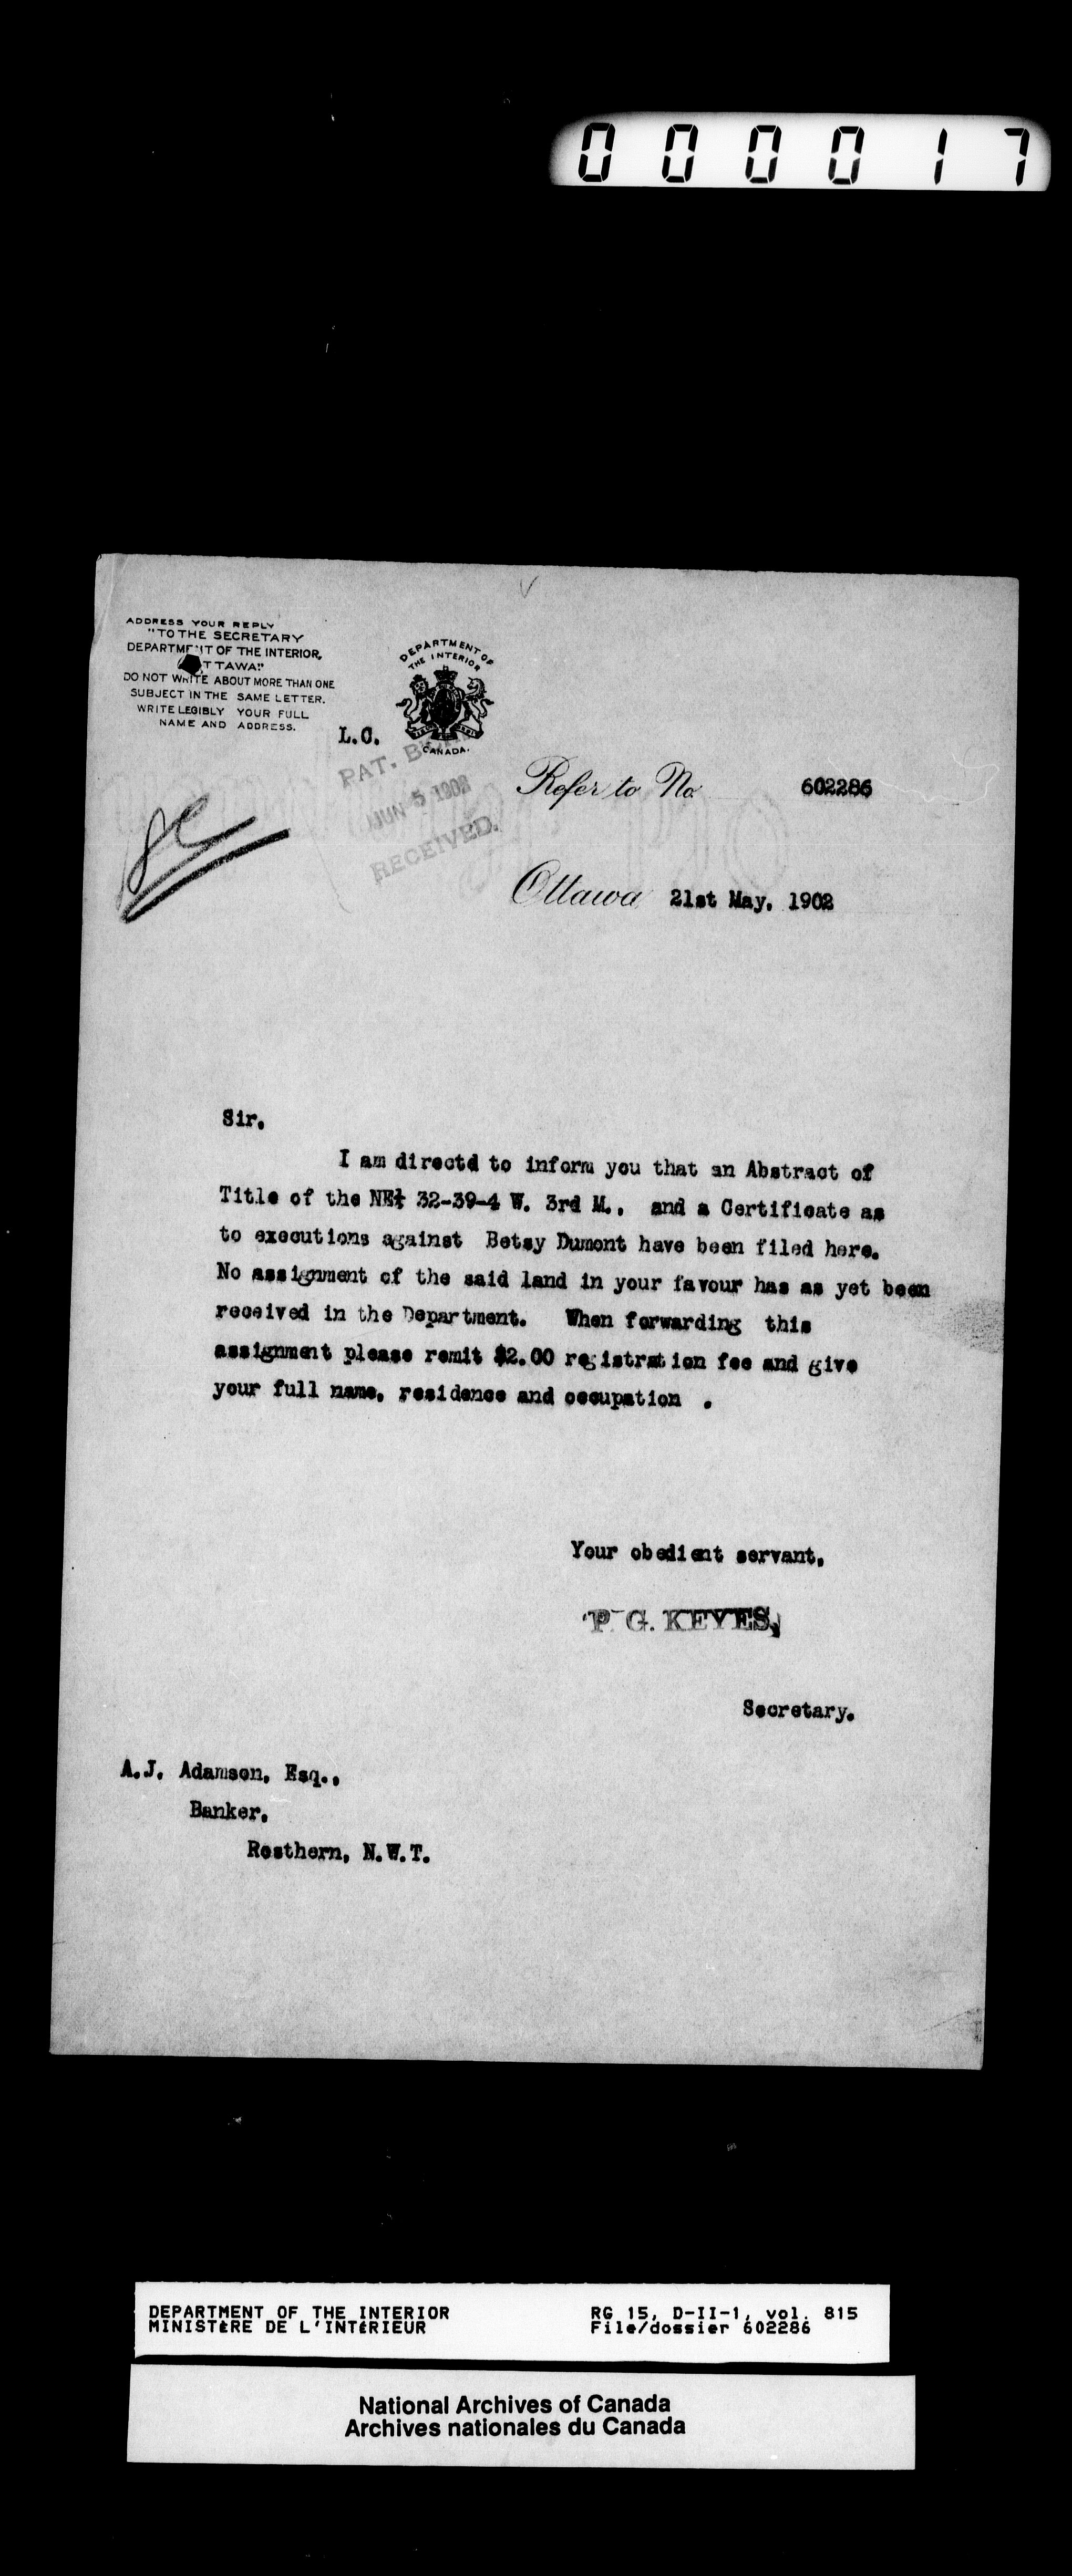 000017
ADDRESS YOUR REPLY
"TO THE SECRETARY
DEPARTMENT OF THE INTERIOR,
OTTAWA."
DO NOT WRITE ABOUT MORE THAN ONE
SUBJECT IN THE SAME LETTER.
WRITE LEGIBLY YOUR FULL
NAME AND ADDRESS.
DEPARTMENT OF
THE INTERIOR
CANADA.
L.C.
PAT.
JUN 5 1902
RECEIVED.
Refer to No. 602286
Ottawa 21st May, 1902
Sir,
I am directd to inform you that an Abstract of
Title of the NE¼ 32-39-4 W. 3rd M., and a Certificate as
to executions against Betsy Dumont have been filed here.
No assignment of the said land in your favour has as yet been
received in the Department. When forwarding this
assignment please remit $2.00 registration fee and give
your full name, residence and occupation .
Your obedient servant,
P. G. KEYES,
Secretary.
A.J. Adamson, Esq.,
Banker,
Rosthern, N.W.T.
DEPARTMENT OF THE INTERIOR RG 15, D-II-1, vol. 815
MINISTÈRE DE L'INTÉRIEUR File/dossier 602286
National Archives of Canada
Archives nationales du Canada